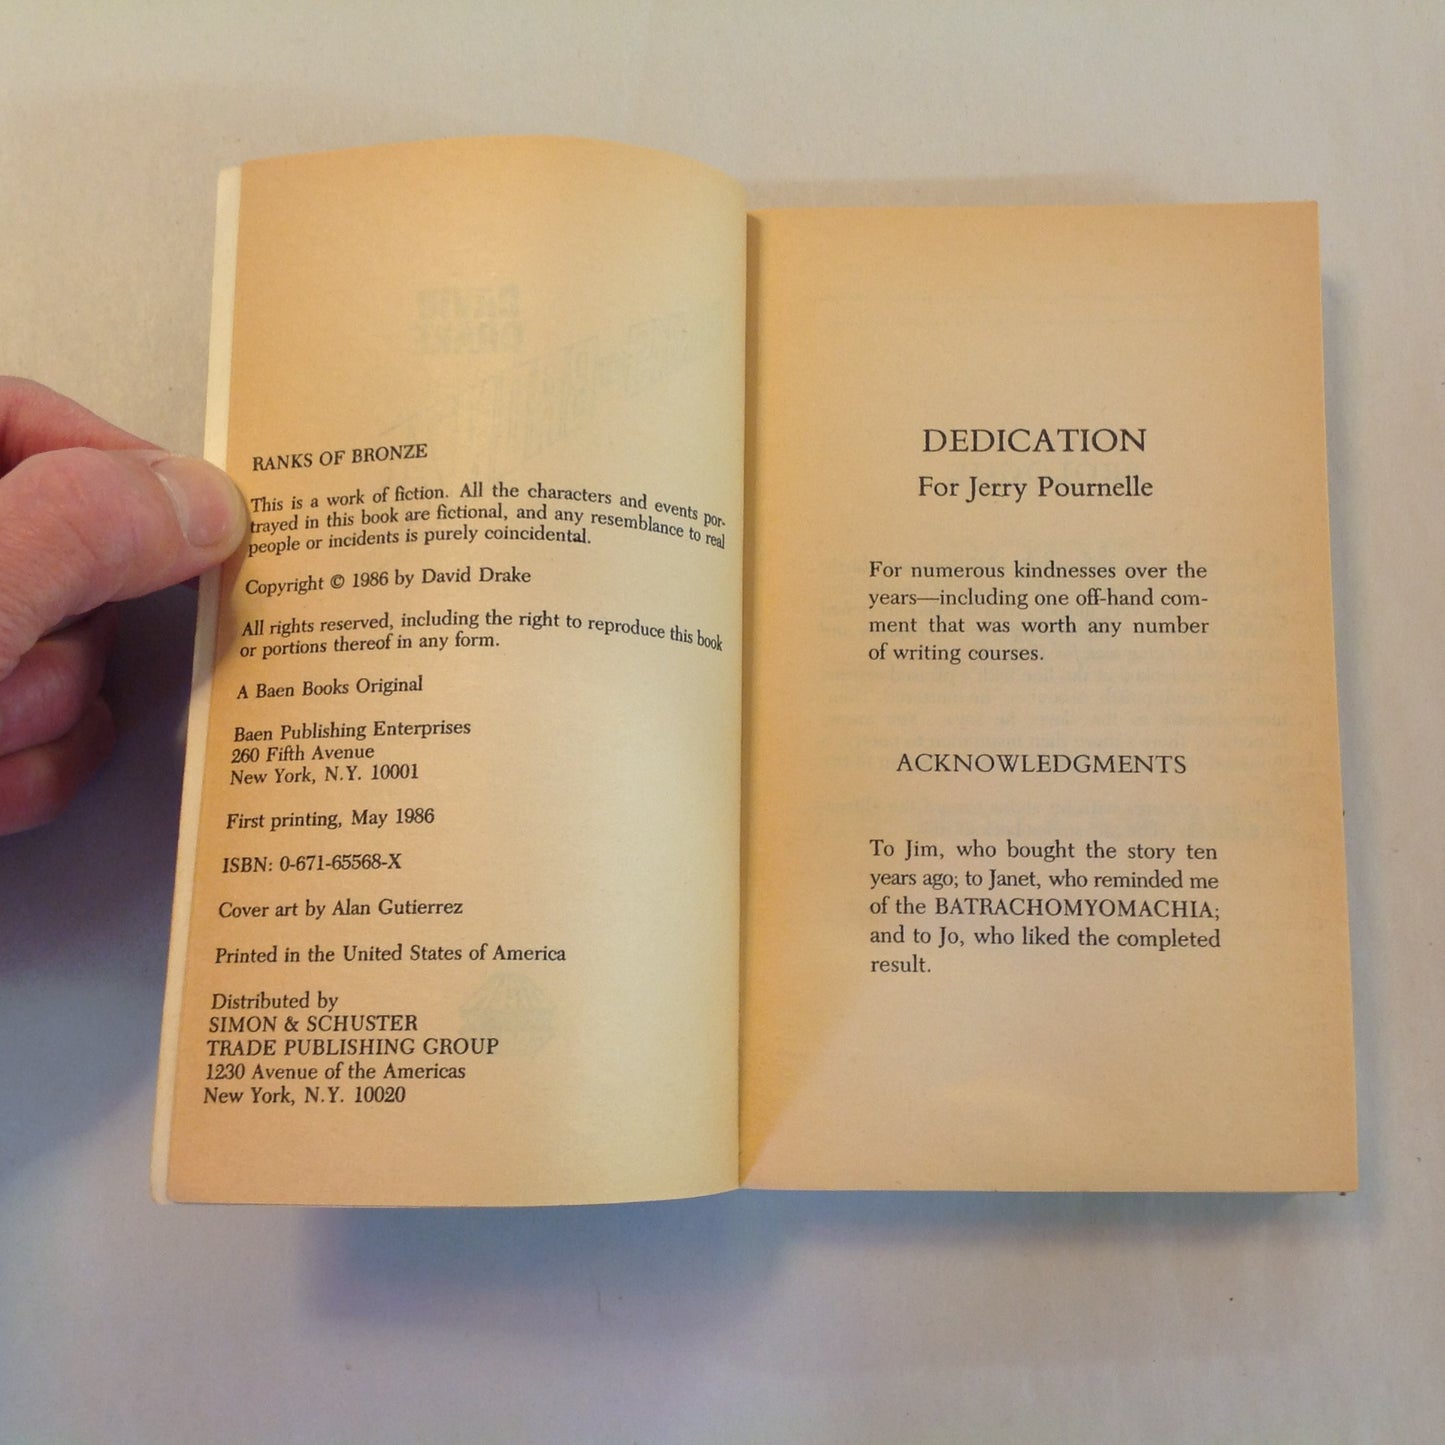 RANKS OF BRONZE
This is a work of fiction. All the characters and events por-
trayed in this book are fictional, and any resemblance to real
people or incidents is purely coincidental.
Copyright © 1986 by David Drake
All rights reserved, including the right to reproduce this book
or portions thereof in any form.
A Baen Books Original
Baen Publishing Enterprises
260 Fifth Avenue
New York, N.Y. 10001
First printing, May 1986
ISBN: 0-671-65568-X
Cover art by Alan Gutierrez
Printed in the United States of America
Distributed by
SIMON & SCHUSTER
TRADE PUBLISHING GROUP
1230 Avenue of the Americas
New York, N.Y. 10020
DEDICATION
For Jerry Pournelle
For numerous kindnesses over the
years—including one off-hand com-
ment that was worth any number
of writing courses.
ACKNOWLEDGMENTS
To Jim, who bought the story ten
years ago; to Janet, who reminded me
of the BATRACHOMYOMACHIA;
and to Jo, who liked the completed
result.